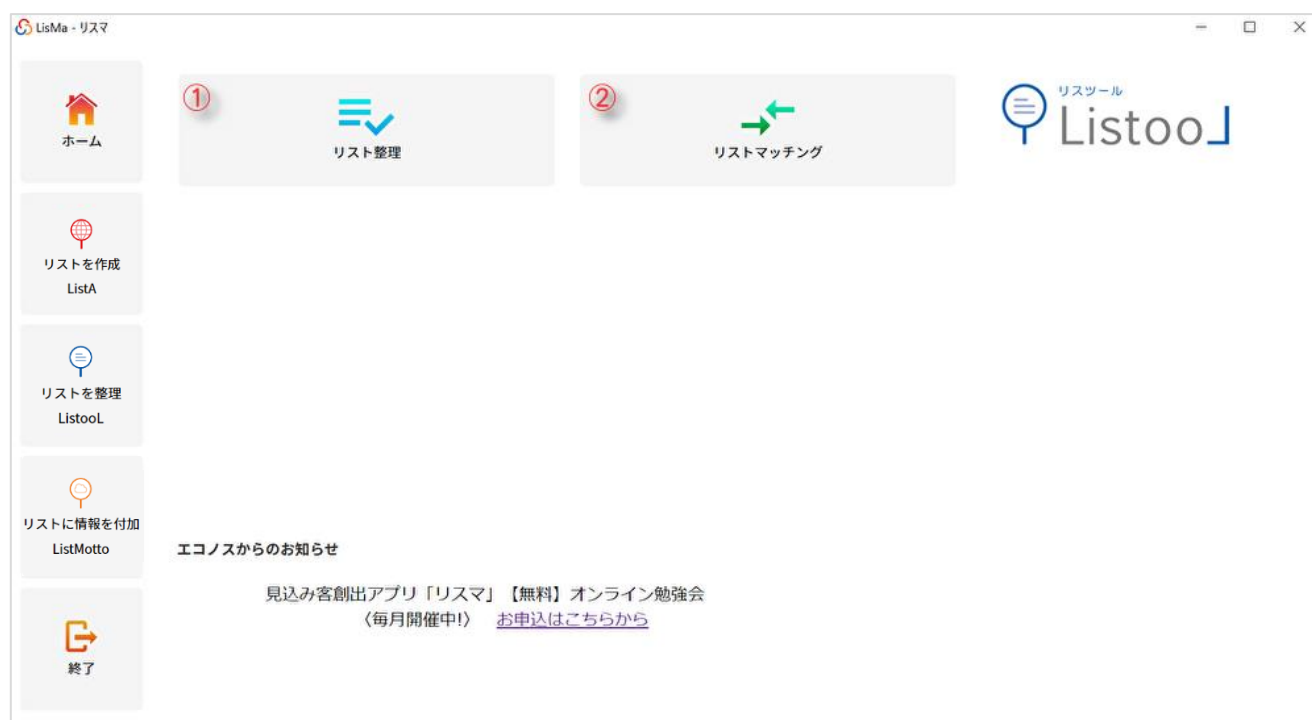 LisMa - リスマ
ホーム
①
リスト整理
②
リストマッチング
リスツール
ListooL
リストを作成
ListA
リストを整理
ListooL
リストに情報を付加
ListMotto
終了
エコノスからのお知らせ
見込み客創出アプリ「リスマ」【無料】オンライン勉強会
〈毎月開催中!〉 お申込はこちらから